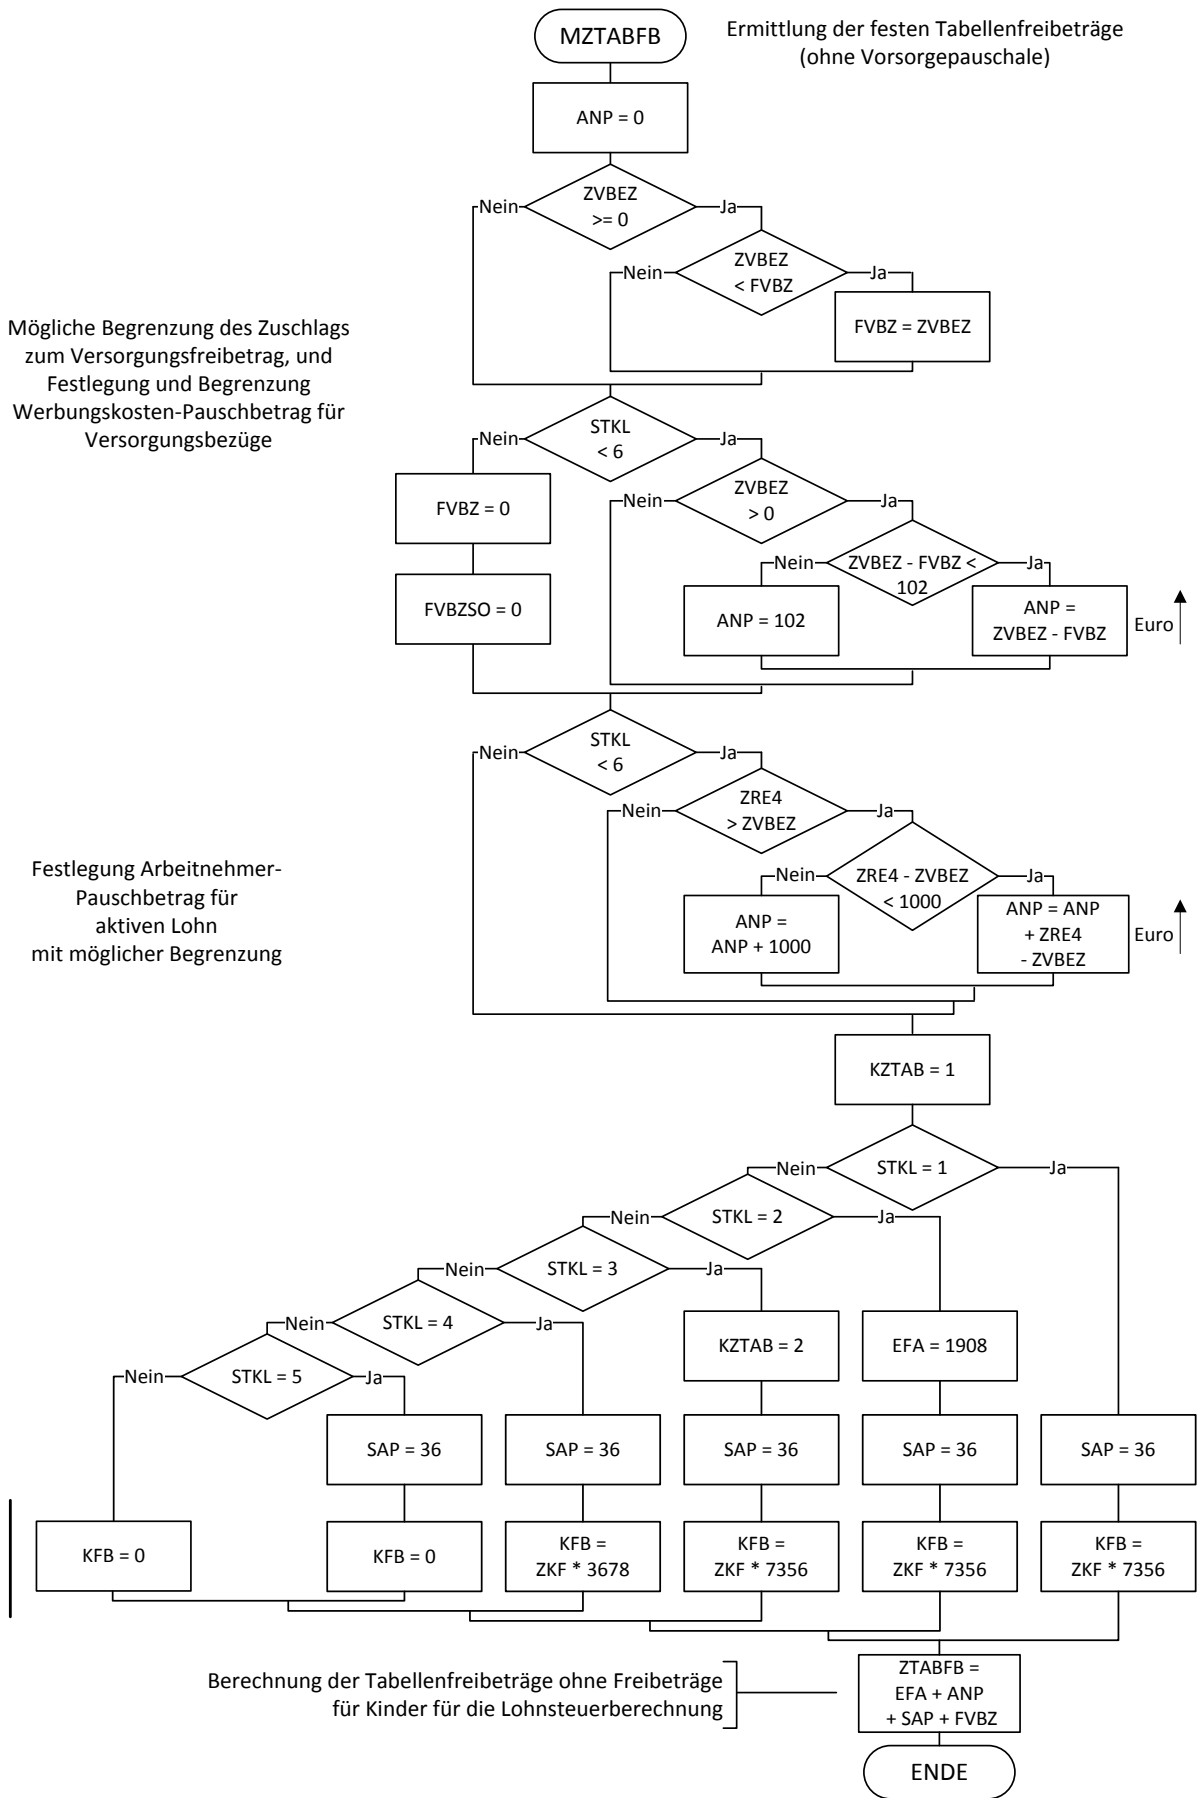 MZTABFB
Ermittlung der festen Tabellenfreibeträge
(ohne Vorsorgepauschale)
ANP = 0
ZVBEZ
>= 0
Nein
Ja
ZVBEZ
< FVBZ
Nein
Ja
FVBZ = ZVBEZ
Mögliche Begrenzung des Zuschlags
zum Versorgungsfreibetrag, und
Festlegung und Begrenzung
Werbungskosten-Pauschbetrag für
Versorgungsbezüge
STKL
< 6
Nein
Ja
FVBZ = 0
FVBZSO = 0
ZVBEZ
> 0
Nein
Ja
ZVBEZ - FVBZ <
102
Nein
Ja
ANP = 102
ANP =
ZVBEZ - FVBZ
Euro
STKL
< 6
Nein
Ja
ZRE4
> ZVBEZ
Nein
Ja
Festlegung Arbeitnehmer-
Pauschbetrag für
aktiven Lohn
mit möglicher Begrenzung
ZRE4 - ZVBEZ
< 1000
Nein
Ja
ANP =
ANP + 1000
ANP = ANP
+ ZRE4
- ZVBEZ
Euro
KZTAB = 1
Nein
STKL = 1
Ja
Nein
STKL = 2
Ja
Nein
STKL = 3
Ja
Nein
STKL = 4
Ja
Nein
STKL = 5
Ja
KZTAB = 2
EFA = 1908
SAP = 36
SAP = 36
SAP = 36
SAP = 36
SAP = 36
KFB = 0
KFB = 0
KFB =
ZKF * 3678
KFB =
ZKF * 7356
KFB =
ZKF * 7356
KFB =
ZKF * 7356
Berechnung der Tabellenfreibeträge ohne Freibeträge
für Kinder für die Lohnsteuerberechnung
ZTABFB =
EFA + ANP
+ SAP + FVBZ
ENDE